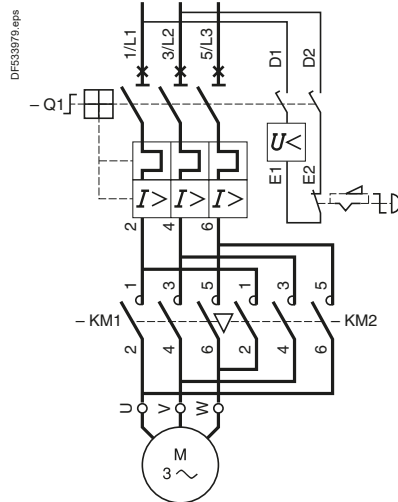 DF533979.eps
1/L1 3/L2 5/L3 D1 D2
– Q1
U<
E1 E2
I > I > I >
2 4 6
1 3 5 1 3 5
– KM1 – KM2
2 4 6 2 4 6
U V W
M
3 ~